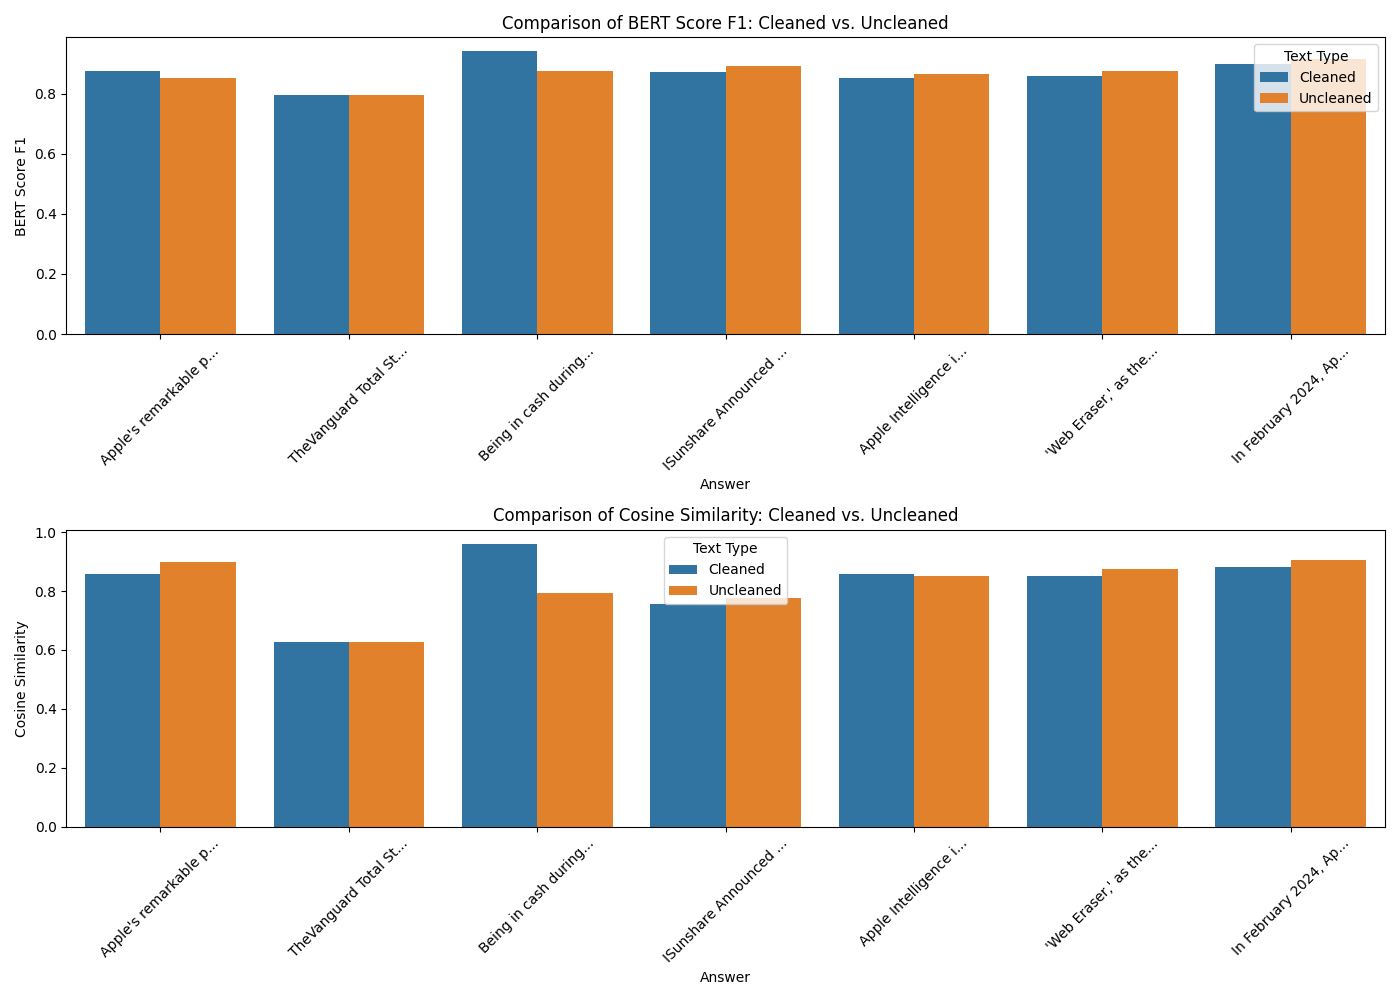 Comparison of BERT Score F1: Cleaned vs. Uncleaned
Text Type
Cleaned
Uncleaned
BERT Score F1
0.8
0.6
0.4
0.2
0.0
Apple's remarkable p...
TheVanguard Total St...
Being in cash during...
ISunshare Announced ...
Apple Intelligence i...
'Web Eraser,' as the...
In February 2024, Ap...
Answer
Comparison of Cosine Similarity: Cleaned vs. Uncleaned
Text Type
Cleaned
Uncleaned
Cosine Similarity
1.0
0.8
0.6
0.4
0.2
0.0
Apple's remarkable p...
TheVanguard Total St...
Being in cash during...
ISunshare Announced ...
Apple Intelligence i...
'Web Eraser,' as the...
In February 2024, Ap...
Answer